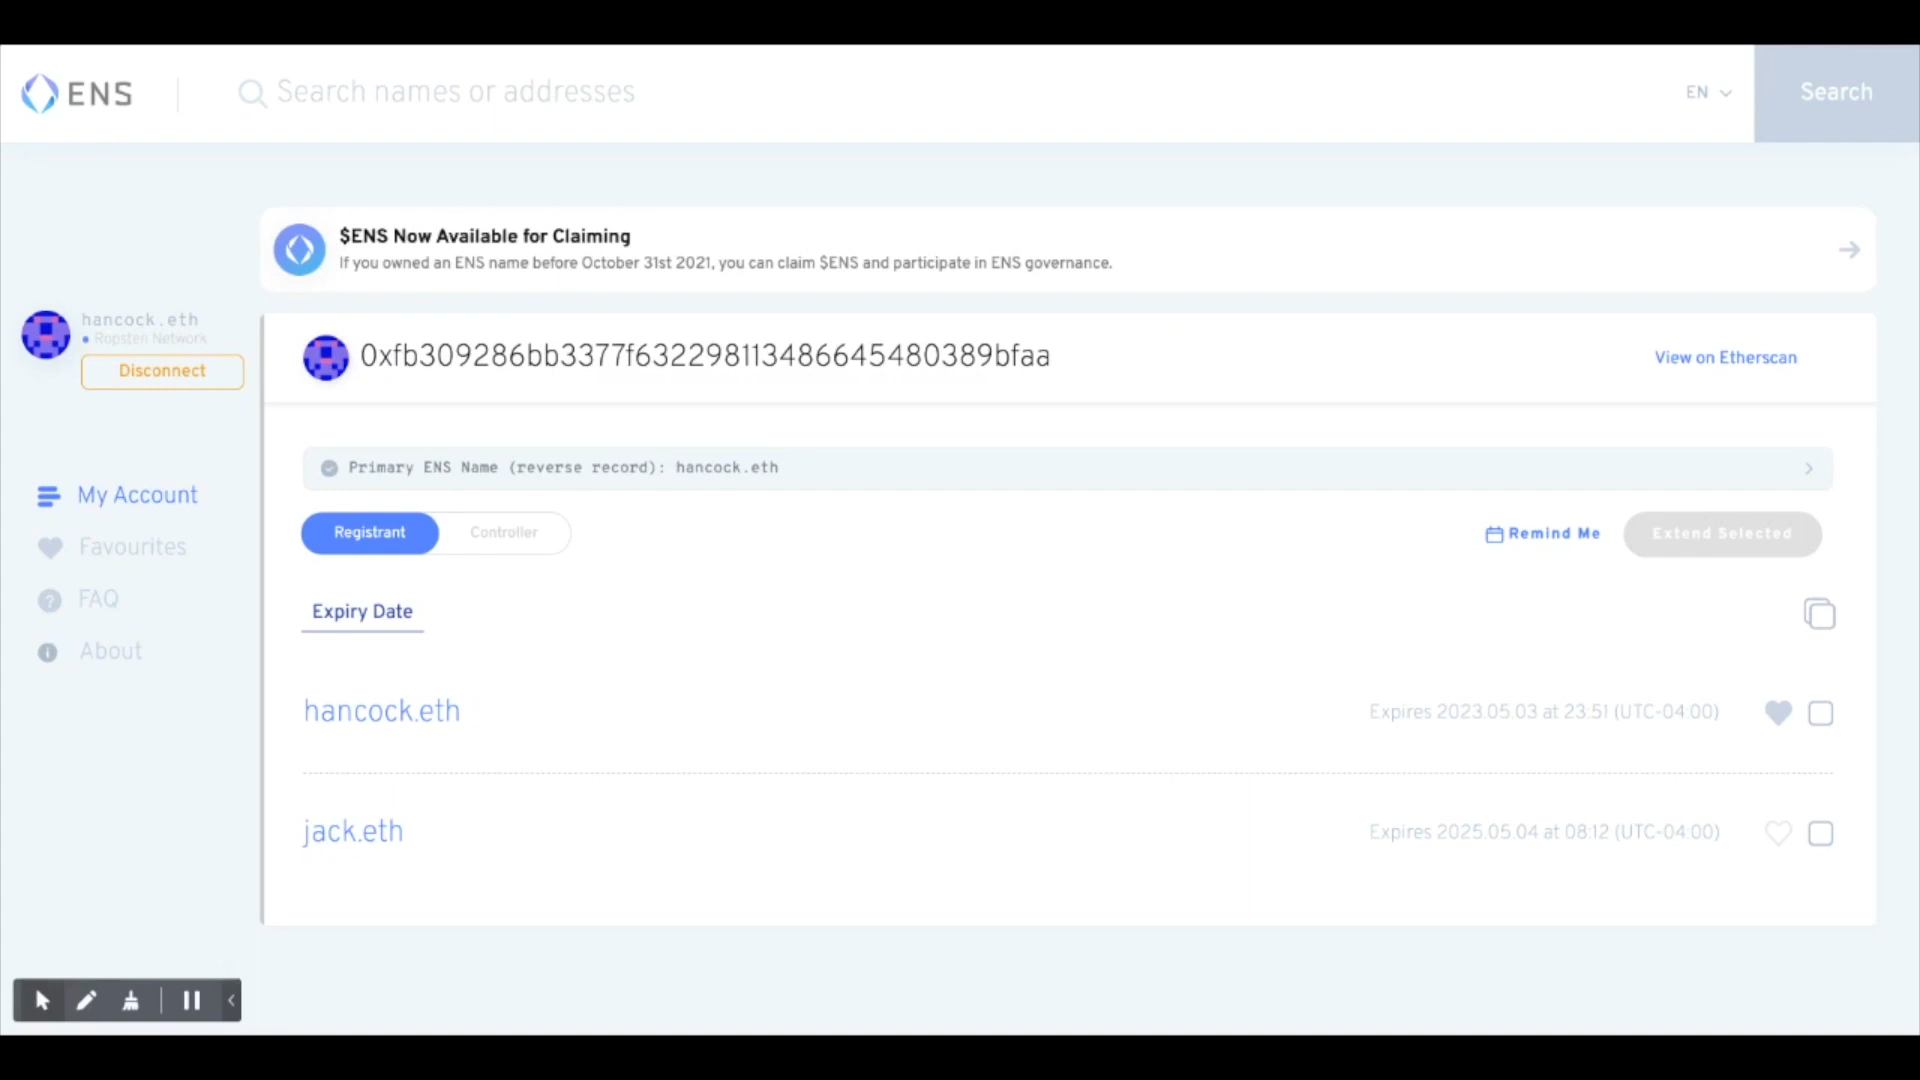 ENS
Search names or addresses
EN
Search
$ENS Now Available for Claiming
If you owned an ENS name before October 31st 2021, you can claim $ENS and participate in ENS governance.
hancock.eth
Ropsten Network
Disconnect
0xfb309286bb3377f632298113486645480389bfaa
View on Etherscan
Primary ENS Name (reverse record): hancock.eth
My Account
Favourites
FAQ
About
Registrant
Controller
Remind Me
Extend Selected
Expiry Date
hancock.eth
Expires 2023.05.03 at 23:51 (UTC-04:00)
jack.eth
Expires 2025.05.04 at 08:12 (UTC-04:00)